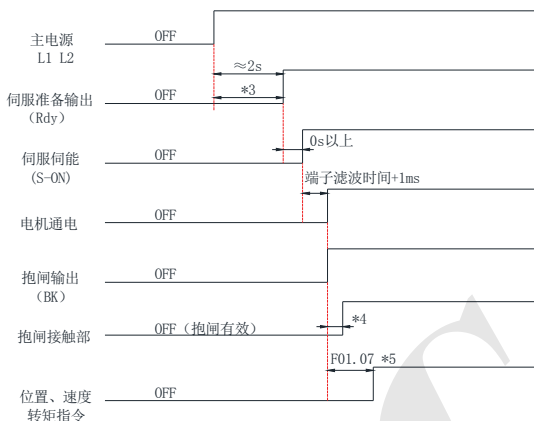 主电源
L1 L2
OFF
≈2s
*3
伺服准备输出
（Rdy）
OFF
0s以上
伺服伺能
(S-ON)
OFF
端子滤波时间+1ms
电机通电
OFF
抱闸输出
（BK）
OFF
*4
抱闸接触部
OFF（抱闸有效）
F01.07 *5
位置、速度
转矩指令
OFF